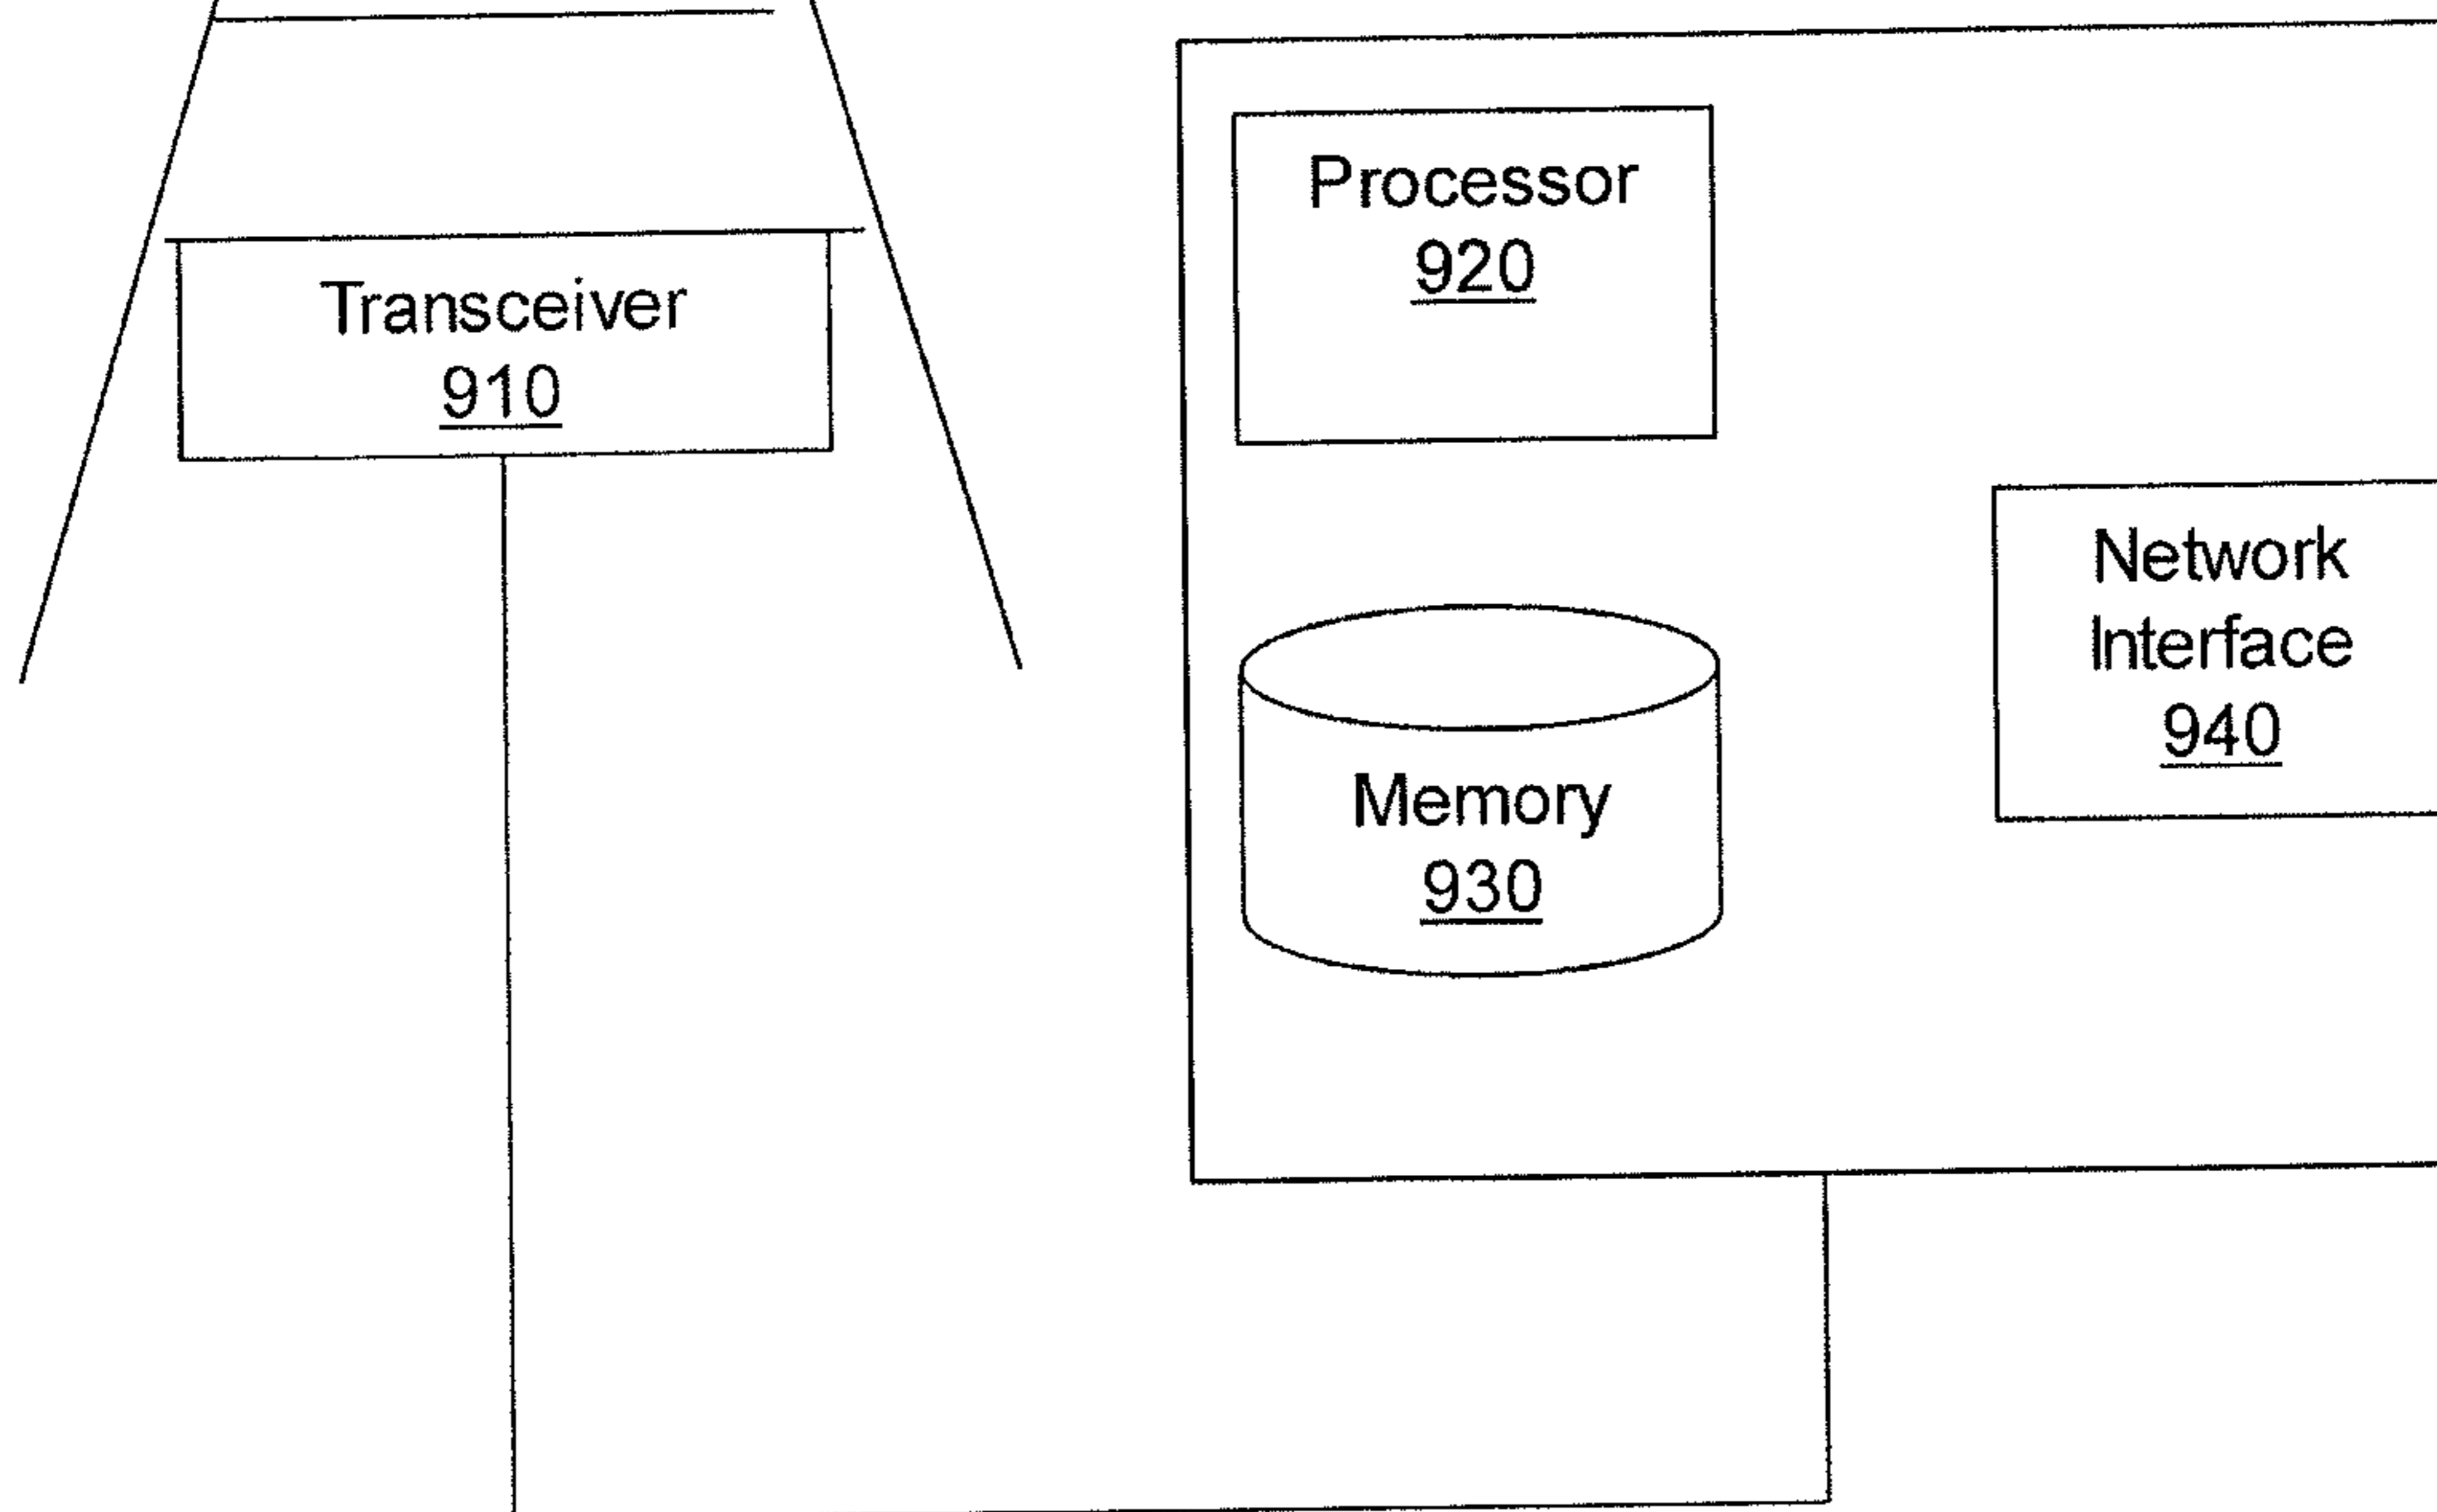 Transceiver
910
Processor
920
Memory
930
Network
Interface
940